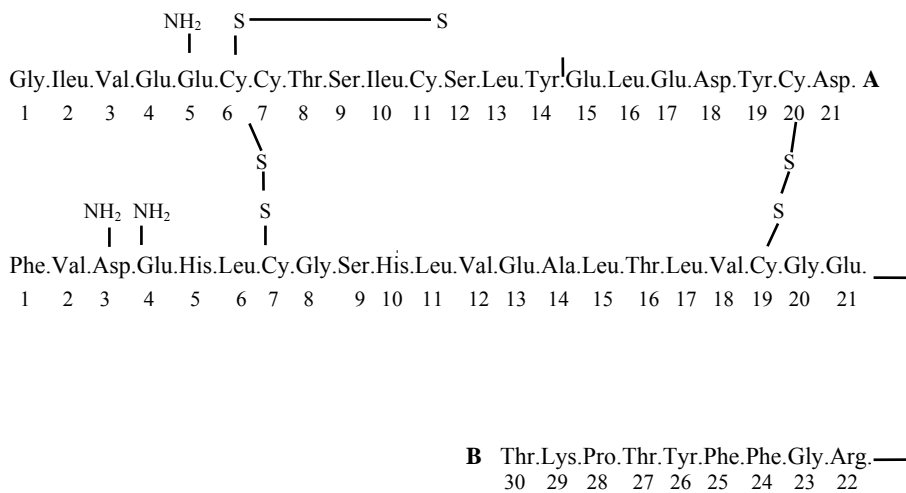 NH₂ S S
Gly.Ileu.Val.Glu.Glu.Cy.Cy.Thr.Ser.Ileu.Cy.Ser.Leu.Tyr.Glu.Leu.Glu.Asp.Tyr.Cy.Asp. A
1 2 3 4 5 6 7 8 9 10 11 12 13 14 15 16 17 18 19 20 21
S S
NH₂ NH₂ S S
Phe.Val.Asp.Glu.His.Leu.Cy.Gly.Ser.His.Leu.Val.Glu.Ala.Leu.Thr.Leu.Val.Cy.Gly.Glu.
1 2 3 4 5 6 7 8 9 10 11 12 13 14 15 16 17 18 19 20 21
B Thr.Lys.Pro.Thr.Tyr.Phe.Phe.Gly.Arg.
30 29 28 27 26 25 24 23 22